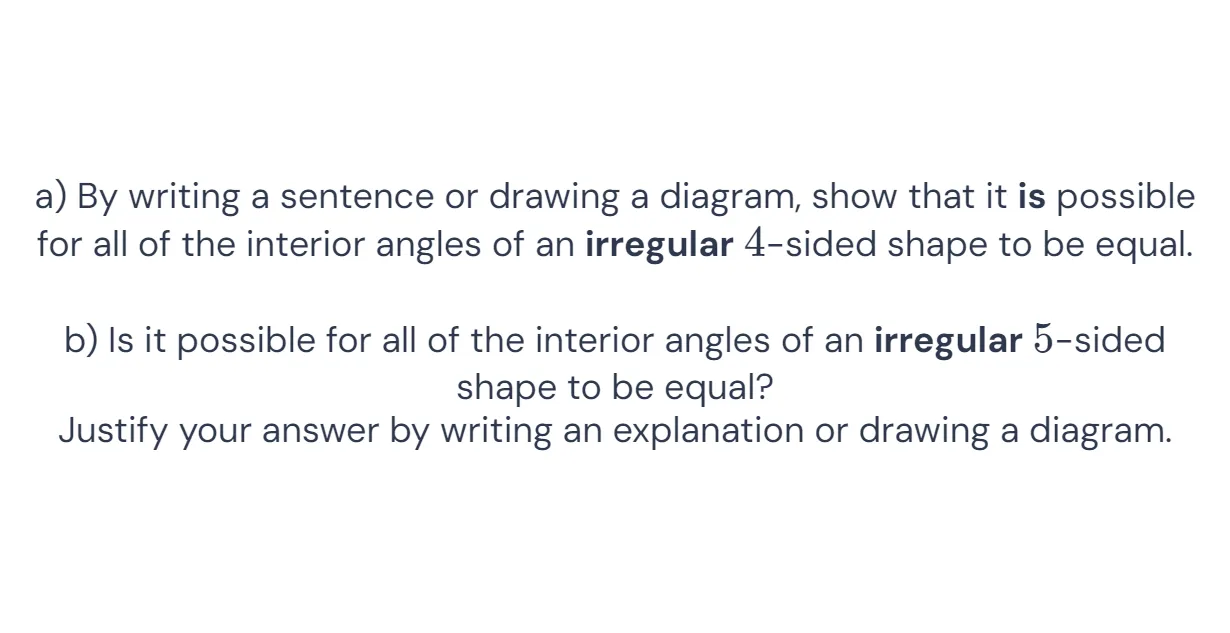 a) By writing a sentence or drawing a diagram, show that it is possible
for all of the interior angles of an irregular 4-sided shape to be equal.
b) Is it possible for all of the interior angles of an irregular 5-sided
shape to be equal?
Justify your answer by writing an explanation or drawing a diagram.